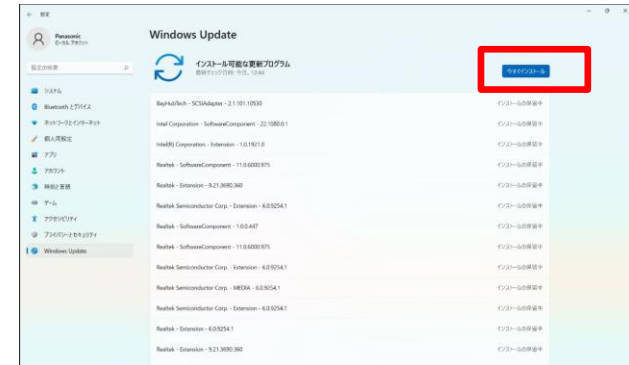 ← 設定
Panasonic
ローカル アカウント
設定の検索
システム
Bluetooth とデバイス
ネットワークとインターネット
個人用設定
アプリ
アカウント
時刻と言語
ゲーム
アクセシビリティ
プライバシーとセキュリティ
Windows Update
Windows Update
インストール可能な更新プログラム
最終チェック日時: 今日、12:44
今すぐインストール
BayHubTech - SCSIAdapter - 2.1.101.10530 インストールの保留中
Intel Corporation - SoftwareComponent - 22.1080.0.1 インストールの保留中
Intel(R) Corporation - Extension - 1.0.1921.0 インストールの保留中
Realtek - SoftwareComponent - 11.0.6000.975 インストールの保留中
Realtek - Extension - 9.21.3690.360 インストールの保留中
Realtek Semiconductor Corp. - Extension - 6.0.9254.1 インストールの保留中
Realtek - SoftwareComponent - 1.0.0.447 インストールの保留中
Realtek - SoftwareComponent - 11.0.6000.975 インストールの保留中
Realtek Semiconductor Corp. - Extension - 6.0.9254.1 インストールの保留中
Realtek Semiconductor Corp. - MEDIA - 6.0.9254.1 インストールの保留中
Realtek Semiconductor Corp. - Extension - 6.0.9254.1 インストールの保留中
Realtek - Extension - 6.0.9254.1 インストールの保留中
Realtek - Extension - 9.21.3690.360 インストールの保留中